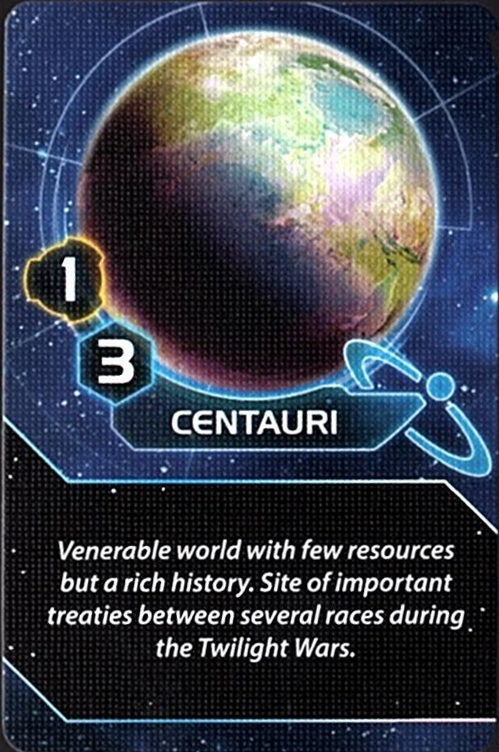 1
3
CENTAURI
Venerable world with few resources
but a rich history. Site of important
treaties between several races during
the Twilight Wars.